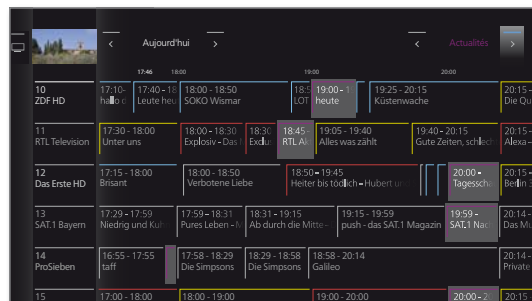 < Aujourd'hui > < Actualités >
17:46 18:00 19:00 20:00
10 17:10- 17:40 - 18 18:00 - 18:50 18:5 19:00 - 1 19:25 - 20:15 20:15 -
ZDF HD hallo d Leute heu SOKO Wismar LOT heute Küstenwache Die Qu
11 17:30 - 18:00 18:00 - 18:30 18:30 18:45 - 19:05 - 19:40 19:40 - 20:15 20:15 -
RTL Television Unter uns Explosiv - Das Exclu RTL Ak Alles was zählt Gute Zeiten, schlech Alexa -
12 17:15 - 18:00 18:00 - 18:50 18:50 - 19:45 20:00 - 20:15 -
Das Erste HD Brisant Verbotene Liebe Heiter bis tödlich - Hubert un Tagesscha Berlin
13 17:29 - 17:59 17:59 - 18:31 18:31 - 19:15 19:15 - 19:59 19:59 - 20:14 -
SAT.1 Bayern Niedrig und Kuh Pures Leben - M Ab durch die Mitte - push - das SAT.1 Magazin SAT.1 Nac Das Mu
14 16:55 - 17:55 17:58 - 18:29 18:29 - 18:58 18:58 - 20:14 20:14 -
ProSieben taff Die Simpsons Die Simpsons Galileo Private
15 17:00 - 18:00 18:00 - 19:00 19:00 - 20:00 20:00 - 20 20:15 -